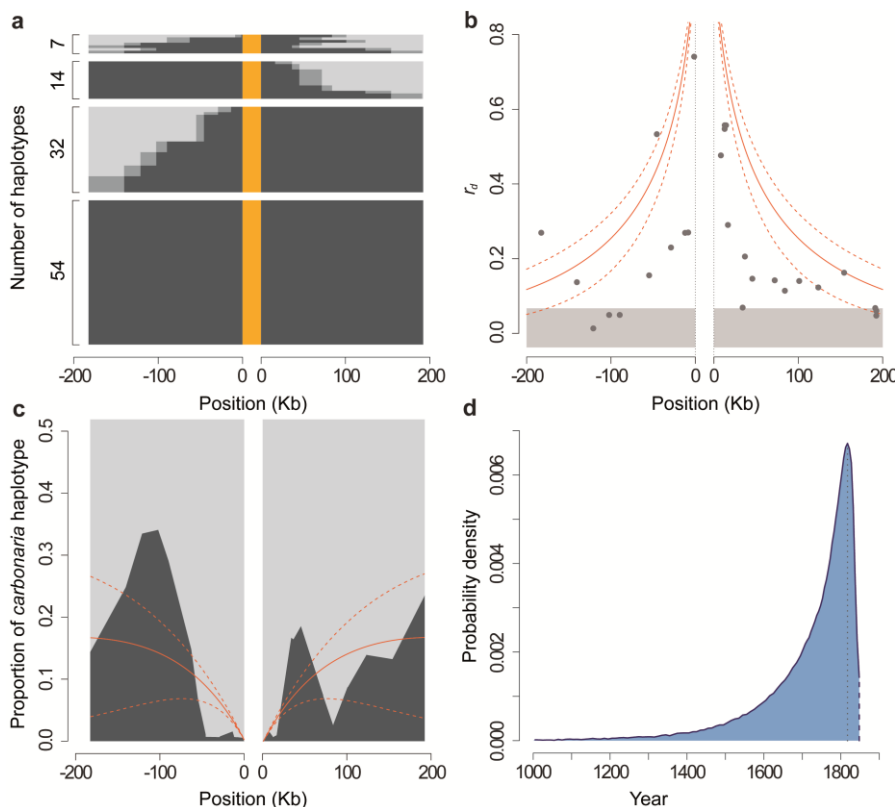 a
7
14
32
54
Number of haplotypes
-200 -100 0 0 100 200
Position (Kb)
b
0.8
0.6
0.4
0.2
0.0
r_d
-200 -100 0 0 100 200
Position (Kb)
c
0.5
0.4
0.3
0.2
0.1
0.0
Proportion of carbonaria haplotype
-200 -100 0 0 100 200
Position (Kb)
d
0.006
0.004
0.002
0.000
Probability density
1000 1200 1400 1600 1800
Year